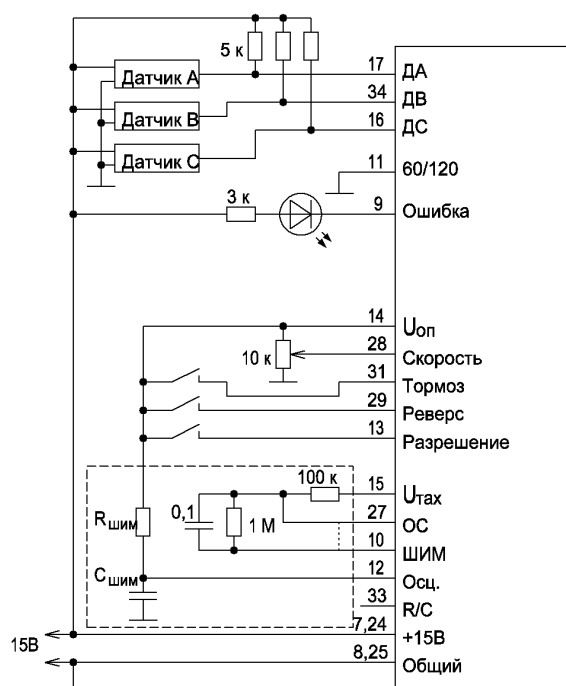 5 к
17 ДА
Датчик А
34 ДВ
Датчик В
16 ДС
Датчик С
11 60/120
3 к
9 Ошибка
14 Uоп
10 к
28 Скорость
31 Тормоз
29 Реверс
13 Разрешение
100 к
15 Uтах
27 ОС
Rшим
0,1
1 М
10 ШИМ
Cшим
12 Осц.
33 R/C
7,24 +15В
15В
8,25 Общий